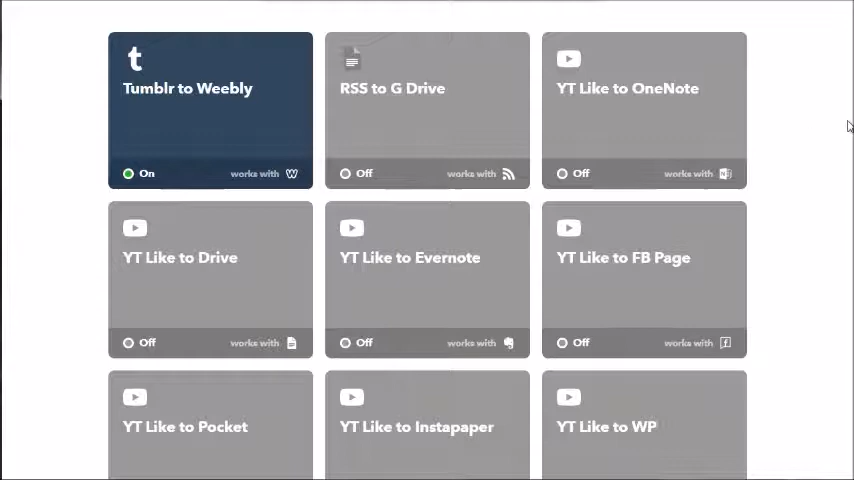 Tumblr to Weebly
RSS to G Drive
YT Like to OneNote
On works with
Off works with
Off works with
YT Like to Drive
YT Like to Evernote
YT Like to FB Page
Off works with
Off works with
Off works with
YT Like to Pocket
YT Like to Instapaper
YT Like to WP